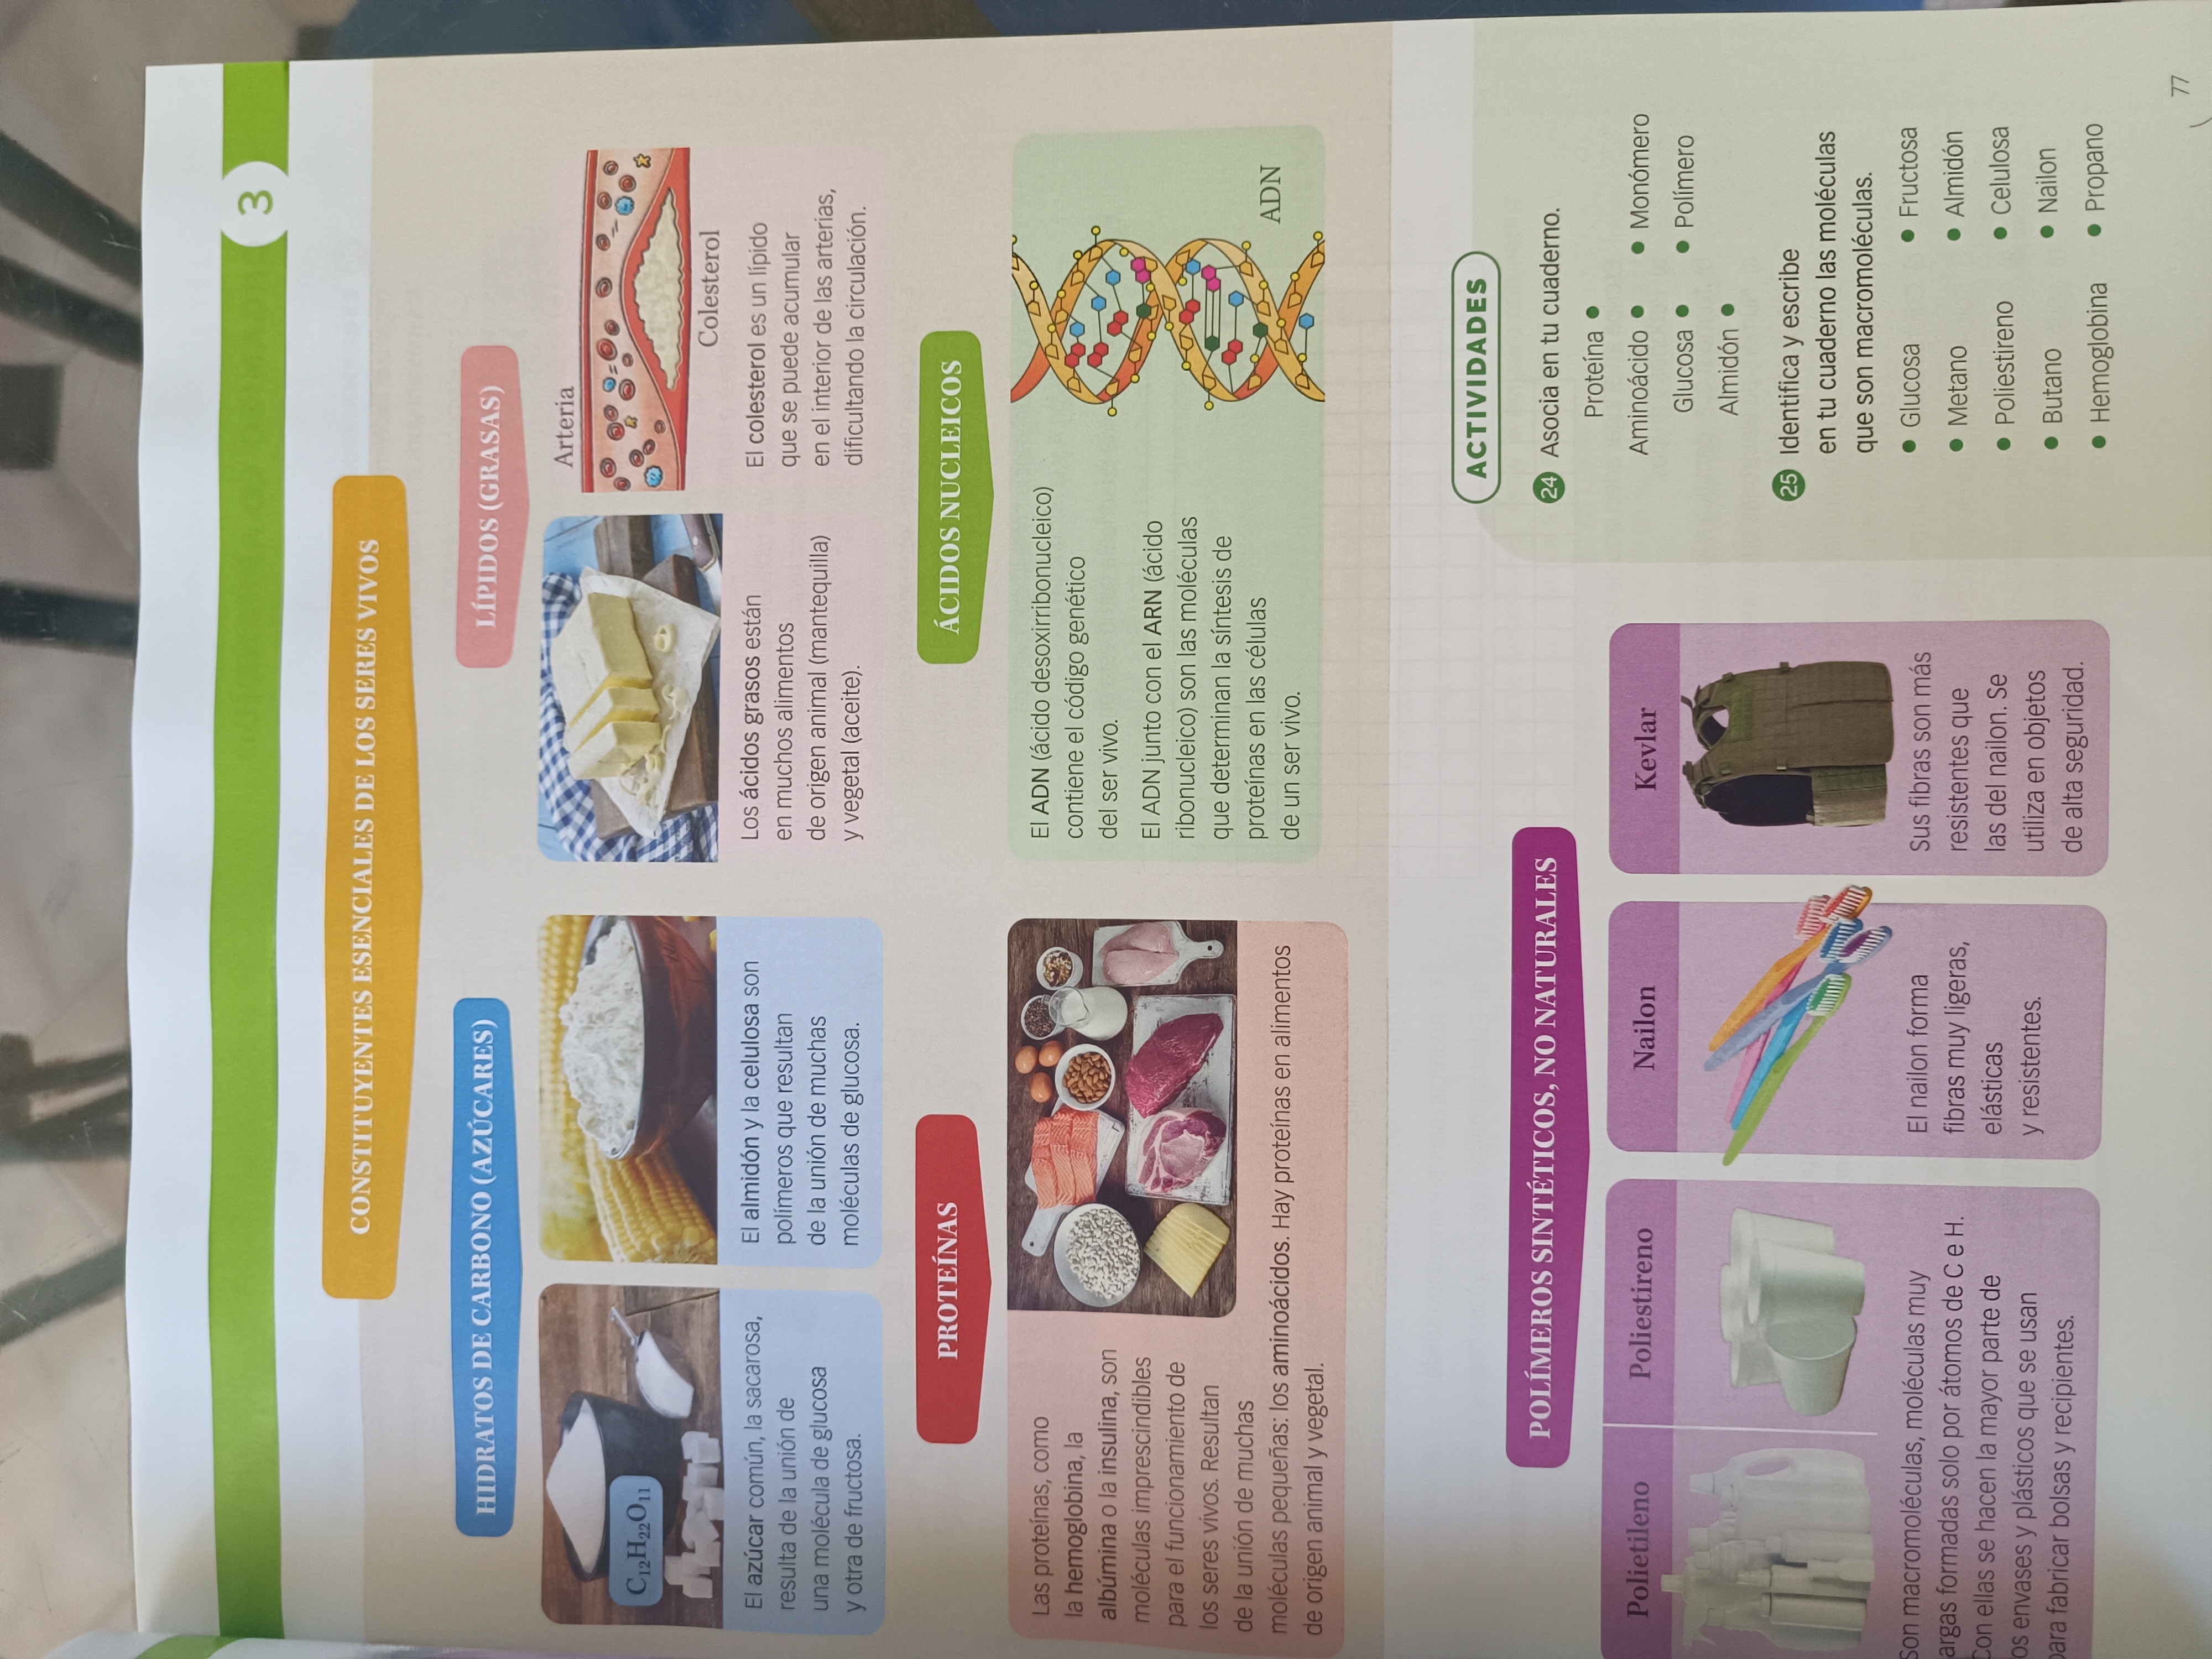 3
CONSTITUYENTES ESENCIALES DE LOS SERES VIVOS
HIDRATOS DE CARBONO (AZÚCARES)
C12H22O11
El azúcar común, la sacarosa,
resulta de la unión de
una molécula de glucosa
y otra de fructosa.
El almidón y la celulosa son
polímeros que resultan
de la unión de muchas
moléculas de glucosa.
LÍPIDOS (GRASAS)
Los ácidos grasos están
en muchos alimentos
de origen animal (mantequilla)
y vegetal (aceite).
Arteria
Colesterol
El colesterol es un lípido
que se puede acumular
en el interior de las arterias,
dificultando la circulación.
PROTEÍNAS
Las proteínas, como
la hemoglobina, la
albúmina o la insulina, son
moléculas imprescindibles
para el funcionamiento de
los seres vivos. Resultan
de la unión de muchas
moléculas pequeñas: los aminoácidos. Hay proteínas en alimentos
de origen animal y vegetal.
ÁCIDOS NUCLEICOS
El ADN (ácido desoxirribonucleico)
contiene el código genético
del ser vivo.
El ADN junto con el ARN (ácido
ribonucleico) son las moléculas
que determinan la síntesis de
proteínas en las células
de un ser vivo.
ADN
POLÍMEROS SINTÉTICOS, NO NATURALES
Polietileno
Poliestireno
Son macromoléculas, moléculas muy
largas formadas solo por átomos de C e H.
Con ellas se hacen la mayor parte de
los envases y plásticos que se usan
para fabricar bolsas y recipientes.
Nailon
El nailon forma
fibras muy ligeras,
elásticas
y resistentes.
Kevlar
Sus fibras son más
resistentes que
las del nailon. Se
utiliza en objetos
de alta seguridad.
ACTIVIDADES
24 Asocia en tu cuaderno.
Proteína •
Aminoácido • • Monómero
Glucosa • • Polímero
Almidón •
25 Identifica y escribe
en tu cuaderno las moléculas
que son macromoléculas.
• Glucosa • Fructosa
• Metano • Almidón
• Poliestireno • Celulosa
• Butano • Nailon
• Hemoglobina • Propano
77